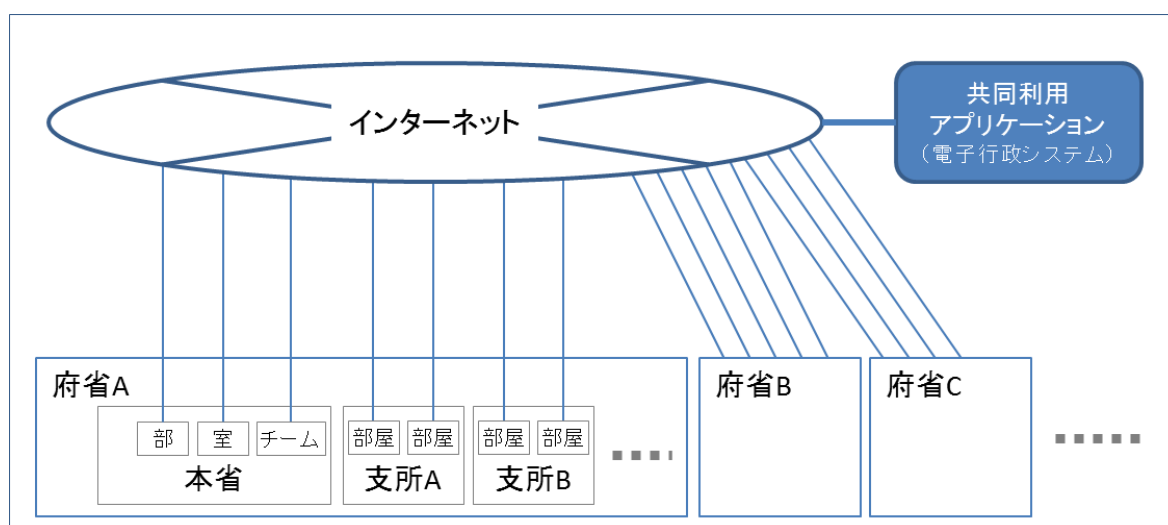 インターネット
共同利用
アプリケーション
(電子行政システム)
府省A
部
室
チーム
本省
部屋
部屋
支所A
部屋
部屋
支所B
府省B
府省C